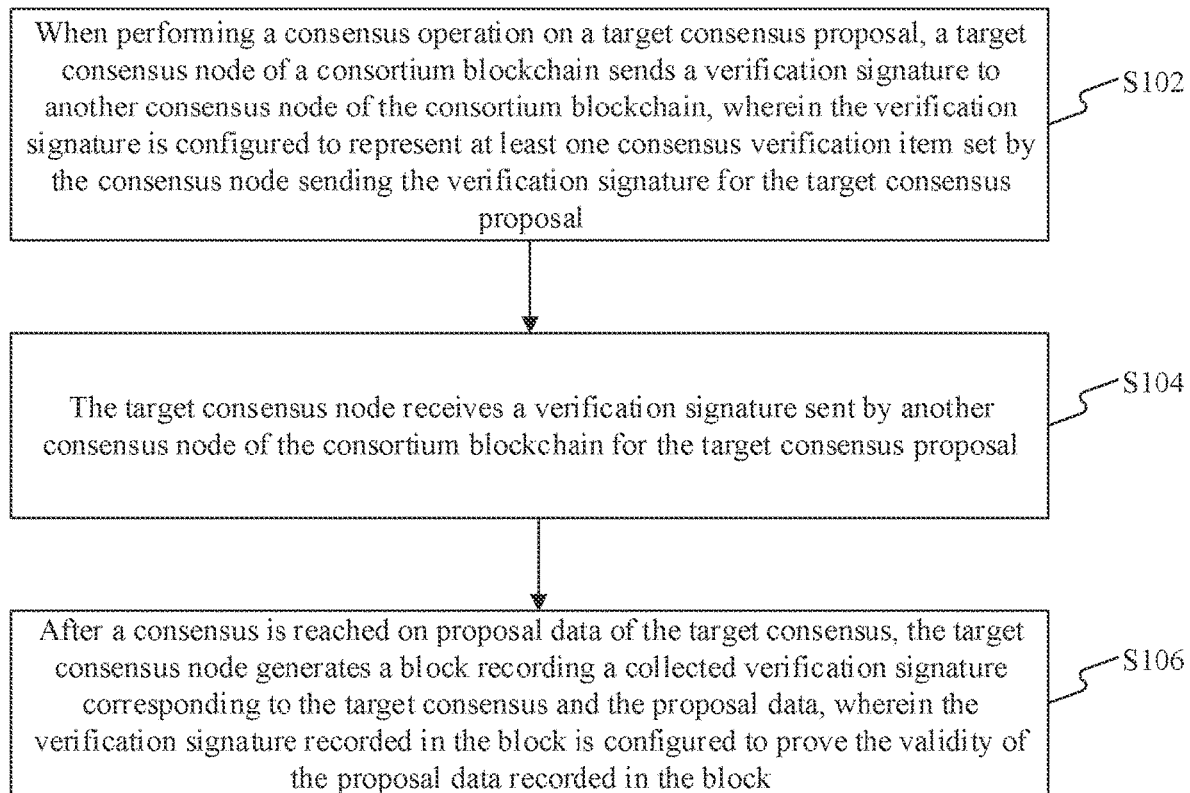 When performing a consensus operation on a target consensus proposal, a target
consensus node of a consortium blockchain sends a verification signature to
another consensus node of the consortium blockchain, wherein the verification
signature is configured to represent at least one consensus verification item set by
the consensus node sending the verification signature for the target consensus
proposal
S102
The target consensus node receives a verification signature sent by another
consensus node of the consortium blockchain for the target consensus proposal
S104
After a consensus is reached on proposal data of the target consensus, the target
consensus node generates a block recording a collected verification signature
corresponding to the target consensus and the proposal data, wherein the
verification signature recorded in the block is configured to prove the validity of
the proposal data recorded in the block
S106